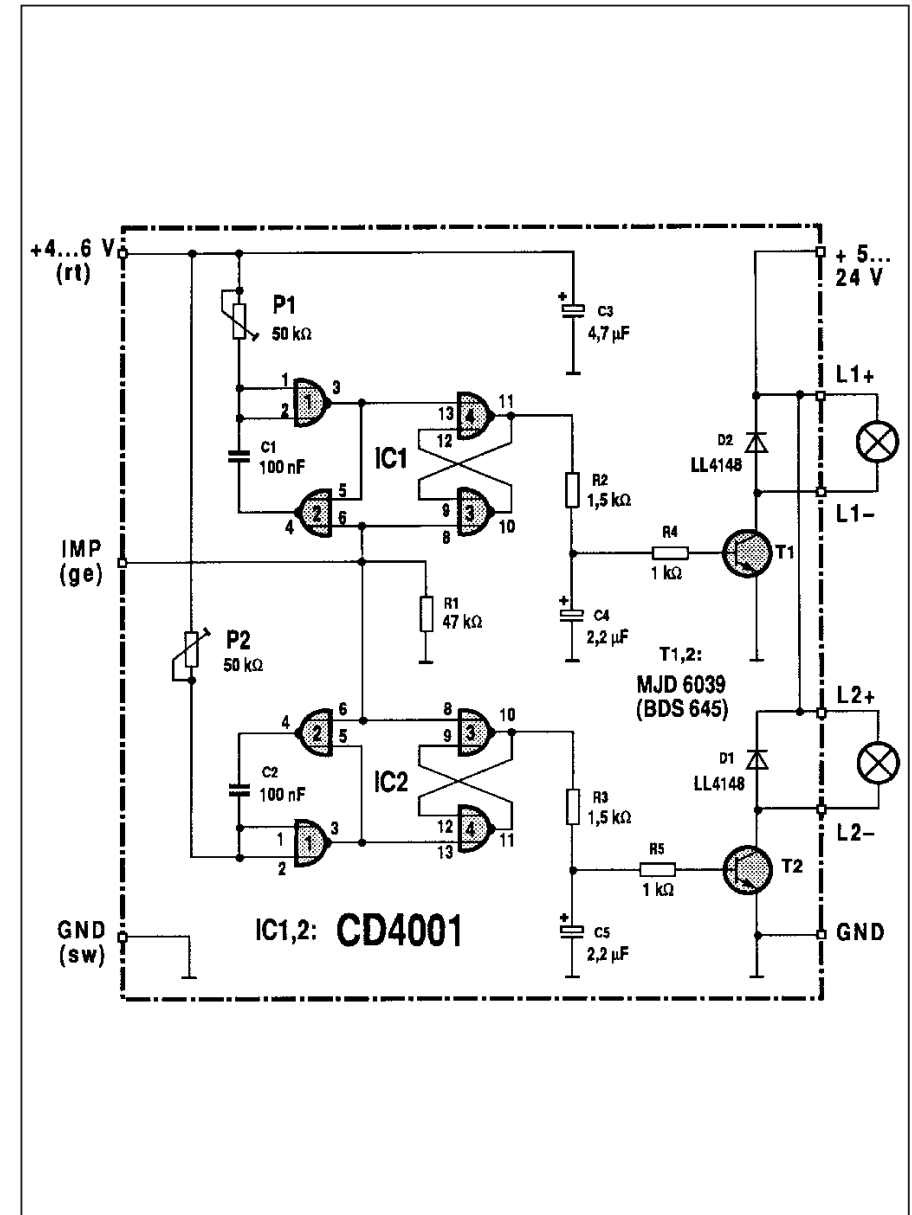 +4...6 V
(rt)
P1
50 kΩ
+
C3
4,7 µF
+ 5...
24 V
1
2
1
3
C1
100 nF
IC1
13
12
4
11
L1+
D2
LL4148
4
2
5
6
9
8
3
10
R2
1,5 kΩ
L1–
IMP
(ge)
R4
1 kΩ
T1
R1
47 kΩ
+
C4
2,2 µF
P2
50 kΩ
T1,2:
MJD 6039
(BDS 645)
L2+
4
2
6
5
8
9
3
10
C2
100 nF
IC2
D1
LL4148
R3
1,5 kΩ
1
2
1
3
12
13
4
11
L2–
R5
1 kΩ
T2
GND
(sw)
IC1,2: CD4001
+
C5
2,2 µF
GND